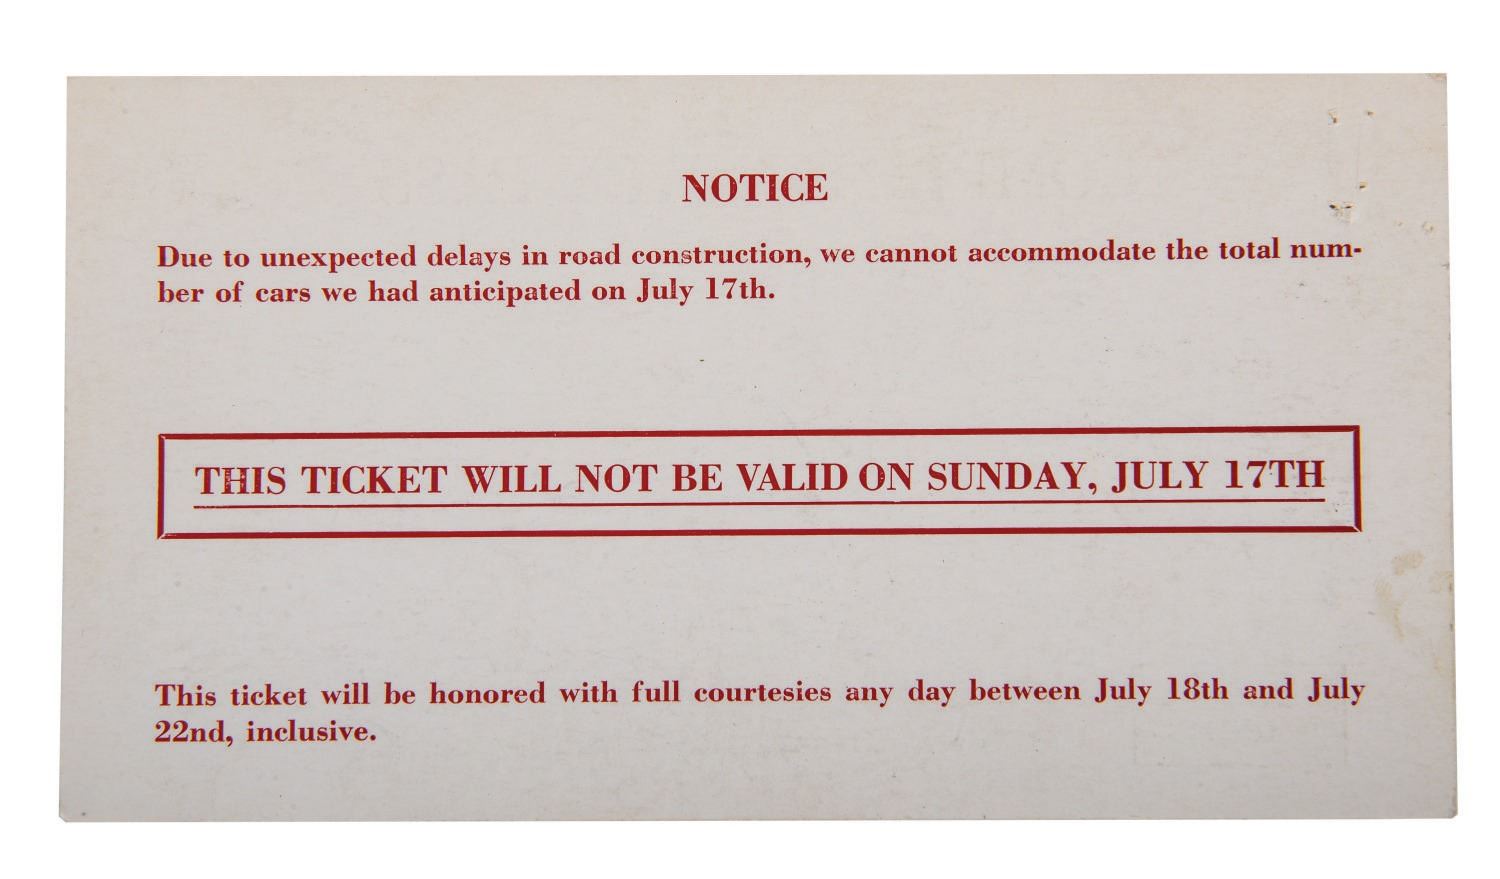 NOTICE
Due to unexpected delays in road construction, we cannot accommodate the total num-
ber of cars we had anticipated on July 17th.
THIS TICKET WILL NOT BE VALID ON SUNDAY, JULY 17TH
This ticket will be honored with full courtesies any day between July 18th and July
22nd, inclusive.